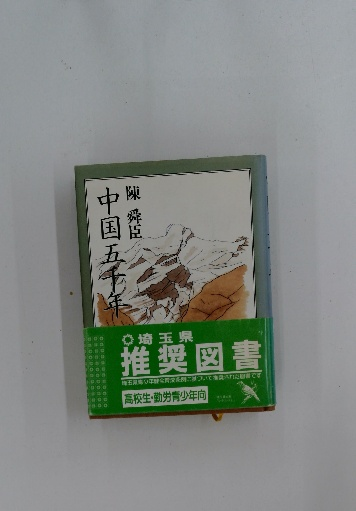 陳 舜臣
中国五千年
埼玉県
推奨図書
高校生・勤労青少年向